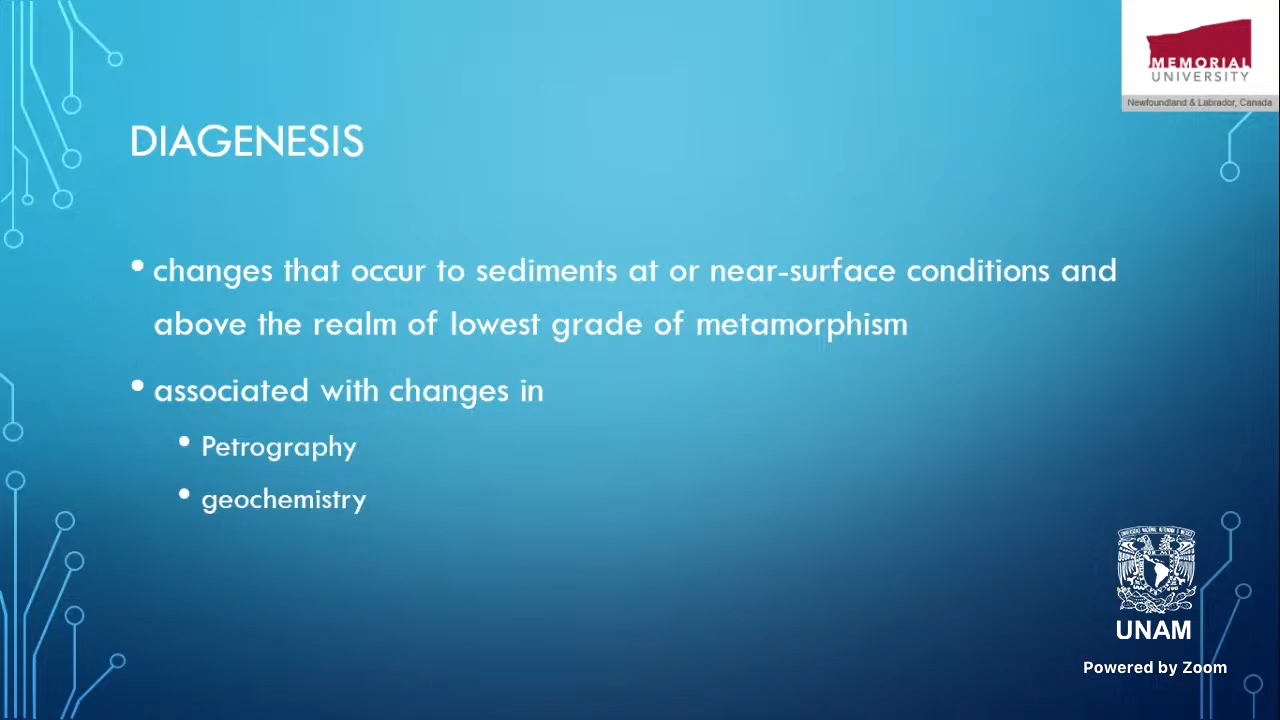 MEMORIAL
UNIVERSITY
Newfoundland & Labrador, Canada
DIAGENESIS
• changes that occur to sediments at or near-surface conditions and
above the realm of lowest grade of metamorphism
• associated with changes in
• Petrography
• geochemistry
UNAM
Powered by Zoom